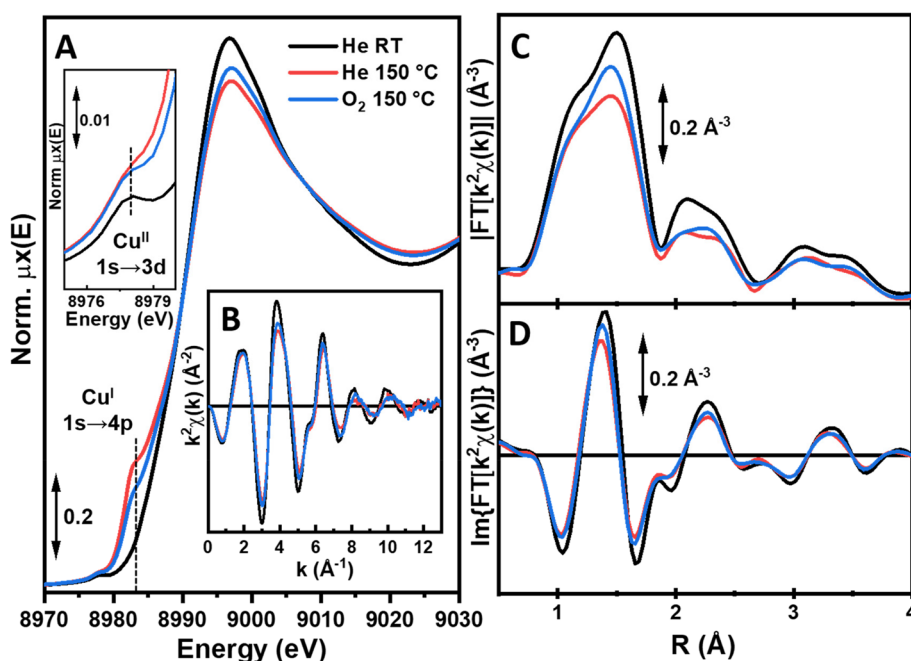 A
He RT
He 150 °C
O₂ 150 °C
Norm μx(E)
0.01
Cuᴵᴵ
1s→3d
8976 8979
Energy (eV)
Norm. μx(E)
Cuᴵ
1s→4p
0.2
B
k²χ(k) (Å⁻²)
0 2 4 6 8 10 12
k (Å⁻¹)
8970 8980 8990 9000 9010 9020 9030
Energy (eV)
C
|FT[k²χ(k)]| (Å⁻³)
0.2 Å⁻³
D
Im{FT[k²χ(k)]} (Å⁻³)
0.2 Å⁻³
1 2 3 4
R (Å)